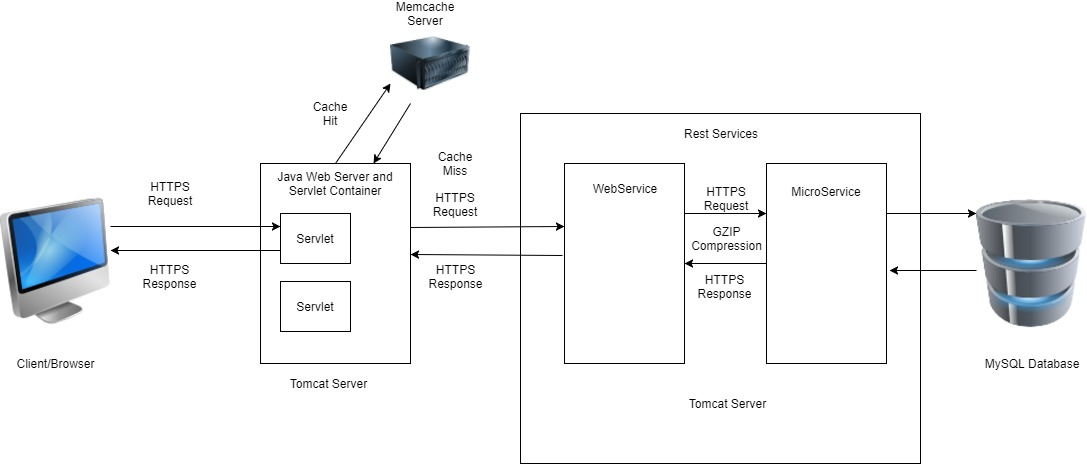 Memcache
Server
Cache
Hit
Rest Services
Cache
Miss
Java Web Server and
Servlet Container
HTTPS
Request
HTTPS
Request
WebService
HTTPS
Request
MicroService
Servlet
GZIP
Compression
HTTPS
Response
HTTPS
Response
HTTPS
Response
Servlet
Client/Browser
MySQL Database
Tomcat Server
Tomcat Server